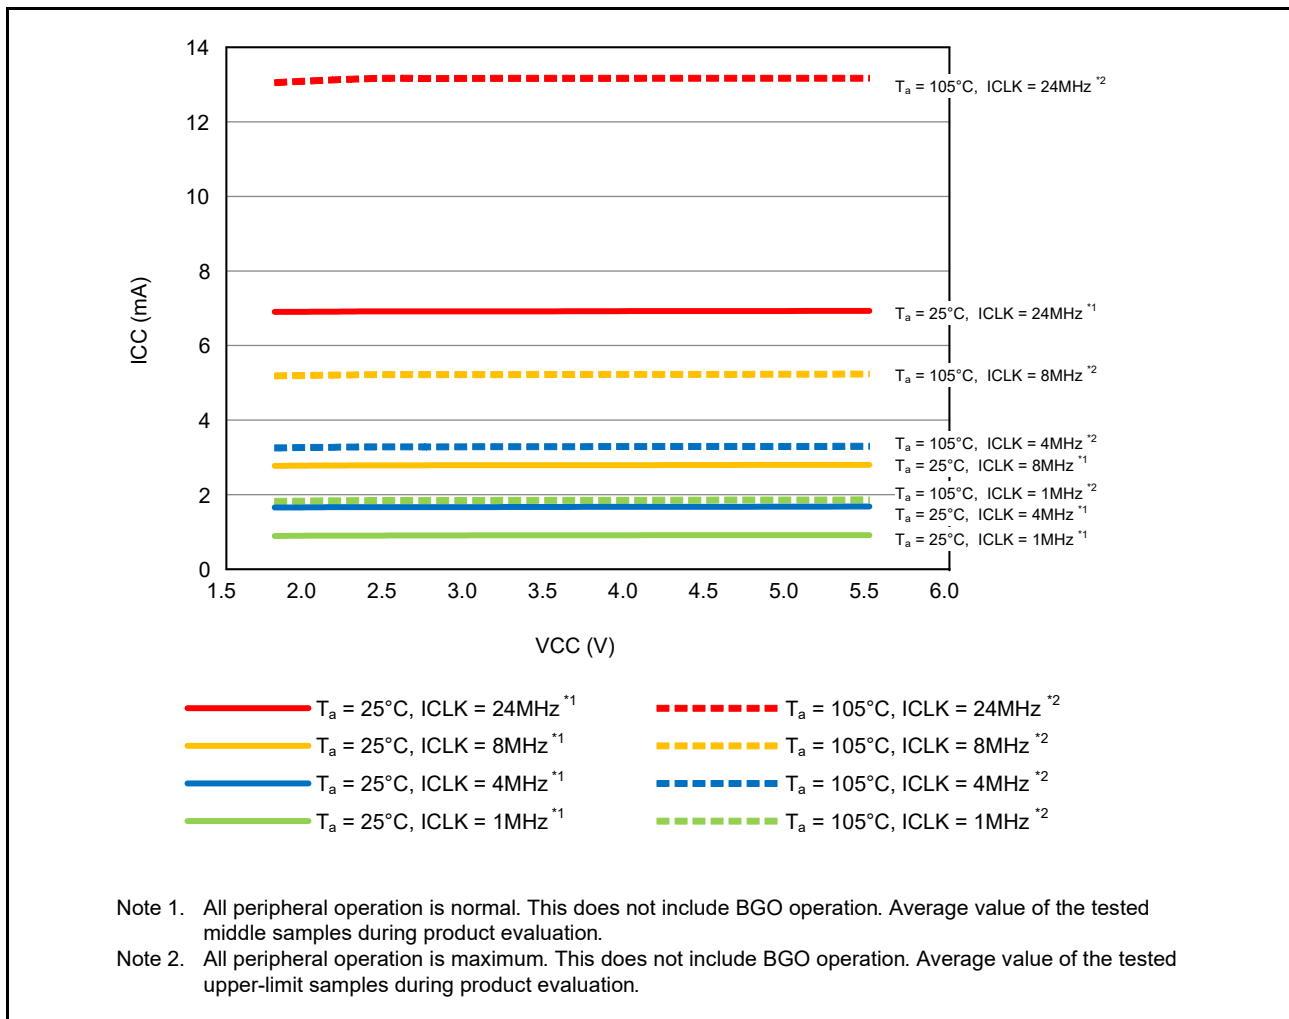 14
12
10
8
6
4
2
0
ICC (mA)
1.5 2.0 2.5 3.0 3.5 4.0 4.5 5.0 5.5 6.0
VCC (V)
Ta = 105°C, ICLK = 24MHz *2
Ta = 25°C, ICLK = 24MHz *1
Ta = 105°C, ICLK = 8MHz *2
Ta = 105°C, ICLK = 4MHz *2
Ta = 25°C, ICLK = 8MHz *1
Ta = 105°C, ICLK = 1MHz *2
Ta = 25°C, ICLK = 4MHz *1
Ta = 25°C, ICLK = 1MHz *1
Ta = 25°C, ICLK = 24MHz *1
Ta = 105°C, ICLK = 24MHz *2
Ta = 25°C, ICLK = 8MHz *1
Ta = 105°C, ICLK = 8MHz *2
Ta = 25°C, ICLK = 4MHz *1
Ta = 105°C, ICLK = 4MHz *2
Ta = 25°C, ICLK = 1MHz *1
Ta = 105°C, ICLK = 1MHz *2
Note 1. All peripheral operation is normal. This does not include BGO operation. Average value of the tested
middle samples during product evaluation.
Note 2. All peripheral operation is maximum. This does not include BGO operation. Average value of the tested
upper-limit samples during product evaluation.